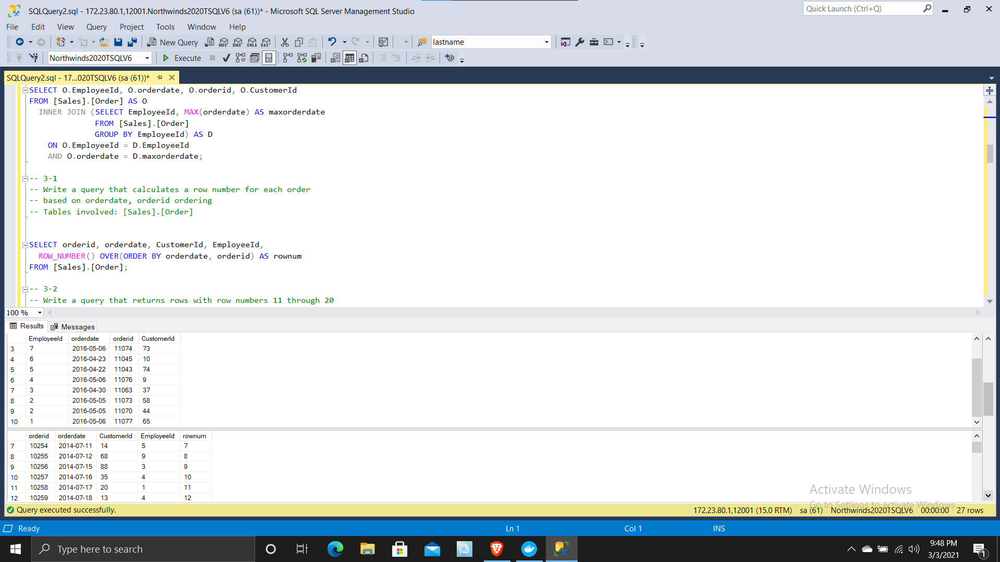 SQLQuery2.sql - 172.23.80.1,12001.Northwinds2020TSQLV6 (sa (61))* - Microsoft SQL Server Management Studio
Quick Launch (Ctrl+Q)
File Edit View Query Project Tools Window Help
New Query MDX DMX XMLA DAX lastname
Northwinds2020TSQLV6 Execute
SQLQuery2.sql - 17...020TSQLV6 (sa (61))*
SELECT O.EmployeeId, O.orderdate, O.orderid, O.CustomerId
FROM [Sales].[Order] AS O
INNER JOIN (SELECT EmployeeId, MAX(orderdate) AS maxorderdate
FROM [Sales].[Order]
GROUP BY EmployeeId) AS D
ON O.EmployeeId = D.EmployeeId
AND O.orderdate = D.maxorderdate;
-- 3-1
-- Write a query that calculates a row number for each order
-- based on orderdate, orderid ordering
-- Tables involved: [Sales].[Order]
SELECT orderid, orderdate, CustomerId, EmployeeId,
ROW_NUMBER() OVER(ORDER BY orderdate, orderid) AS rownum
FROM [Sales].[Order];
-- 3-2
-- Write a query that returns rows with row numbers 11 through 20
100 %
Results Messages
EmployeeId orderdate orderid CustomerId
3 7 2016-05-06 11074 73
4 6 2016-04-23 11045 10
5 5 2016-04-22 11043 74
6 4 2016-05-06 11076 9
7 3 2016-04-30 11063 37
8 2 2016-05-05 11073 58
9 2 2016-05-05 11070 44
10 1 2016-05-06 11077 65
orderid orderdate CustomerId EmployeeId rownum
7 10254 2014-07-11 14 5 7
8 10255 2014-07-12 68 9 8
9 10256 2014-07-15 88 3 9
10 10257 2014-07-16 35 4 10
11 10258 2014-07-17 20 1 11
12 10259 2014-07-18 13 4 12
Activate Windows
Go to Settings to activate Windows.
Query executed successfully. 172.23.80.1,12001 (15.0 RTM) sa (61) Northwinds2020TSQLV6 00:00:00 27 rows
Ready Ln 1 Col 1 INS
Type here to search
9:48 PM
3/3/2021
1